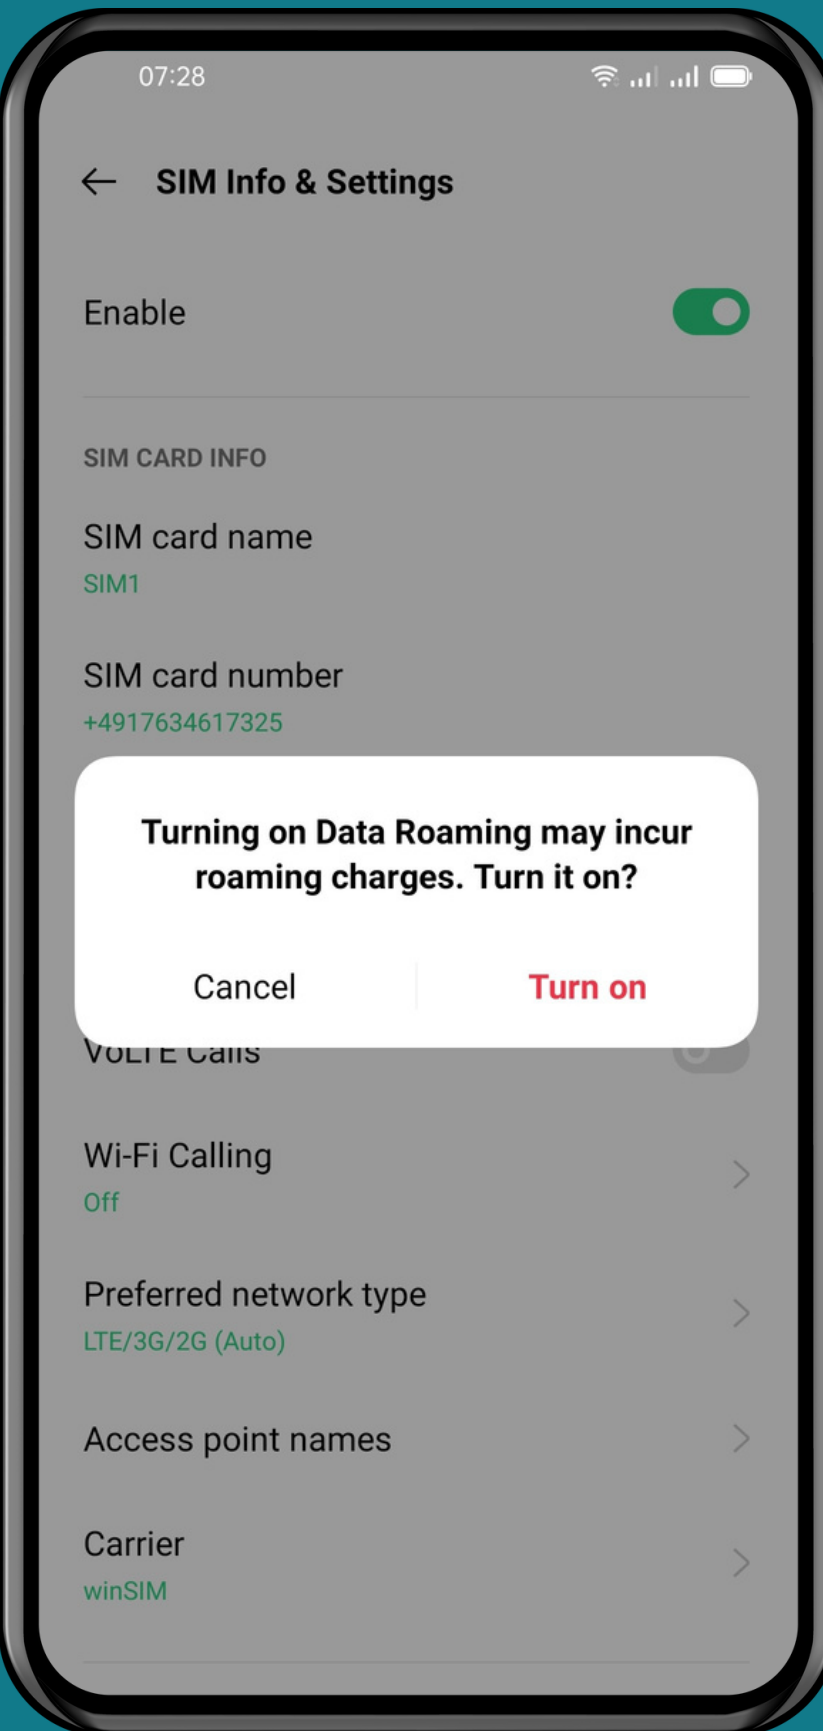 07:28
SIM Info & Settings
Enable
SIM CARD INFO
SIM card name
SIM1
SIM card number
+4917634617325
Turning on Data Roaming may incur
roaming charges. Turn it on?
Cancel
Turn on
VoLTE Calls
Wi-Fi Calling
Off
Preferred network type
LTE/3G/2G (Auto)
Access point names
Carrier
winSIM